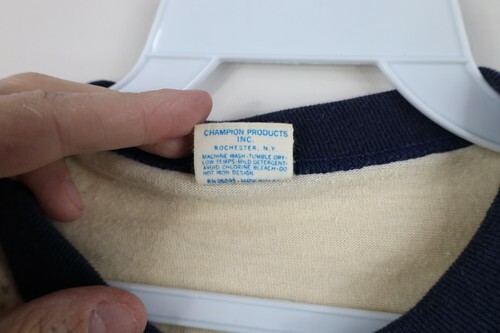 CHAMPION PRODUCTS
INC.
ROCHESTER, N.Y.
MACHINE WASH-TUMBLE DRY-
LOW TEMPS-MILD DETERGENT-
AVOID CHLORINE BLEACH-DO
NOT IRON DESIGN